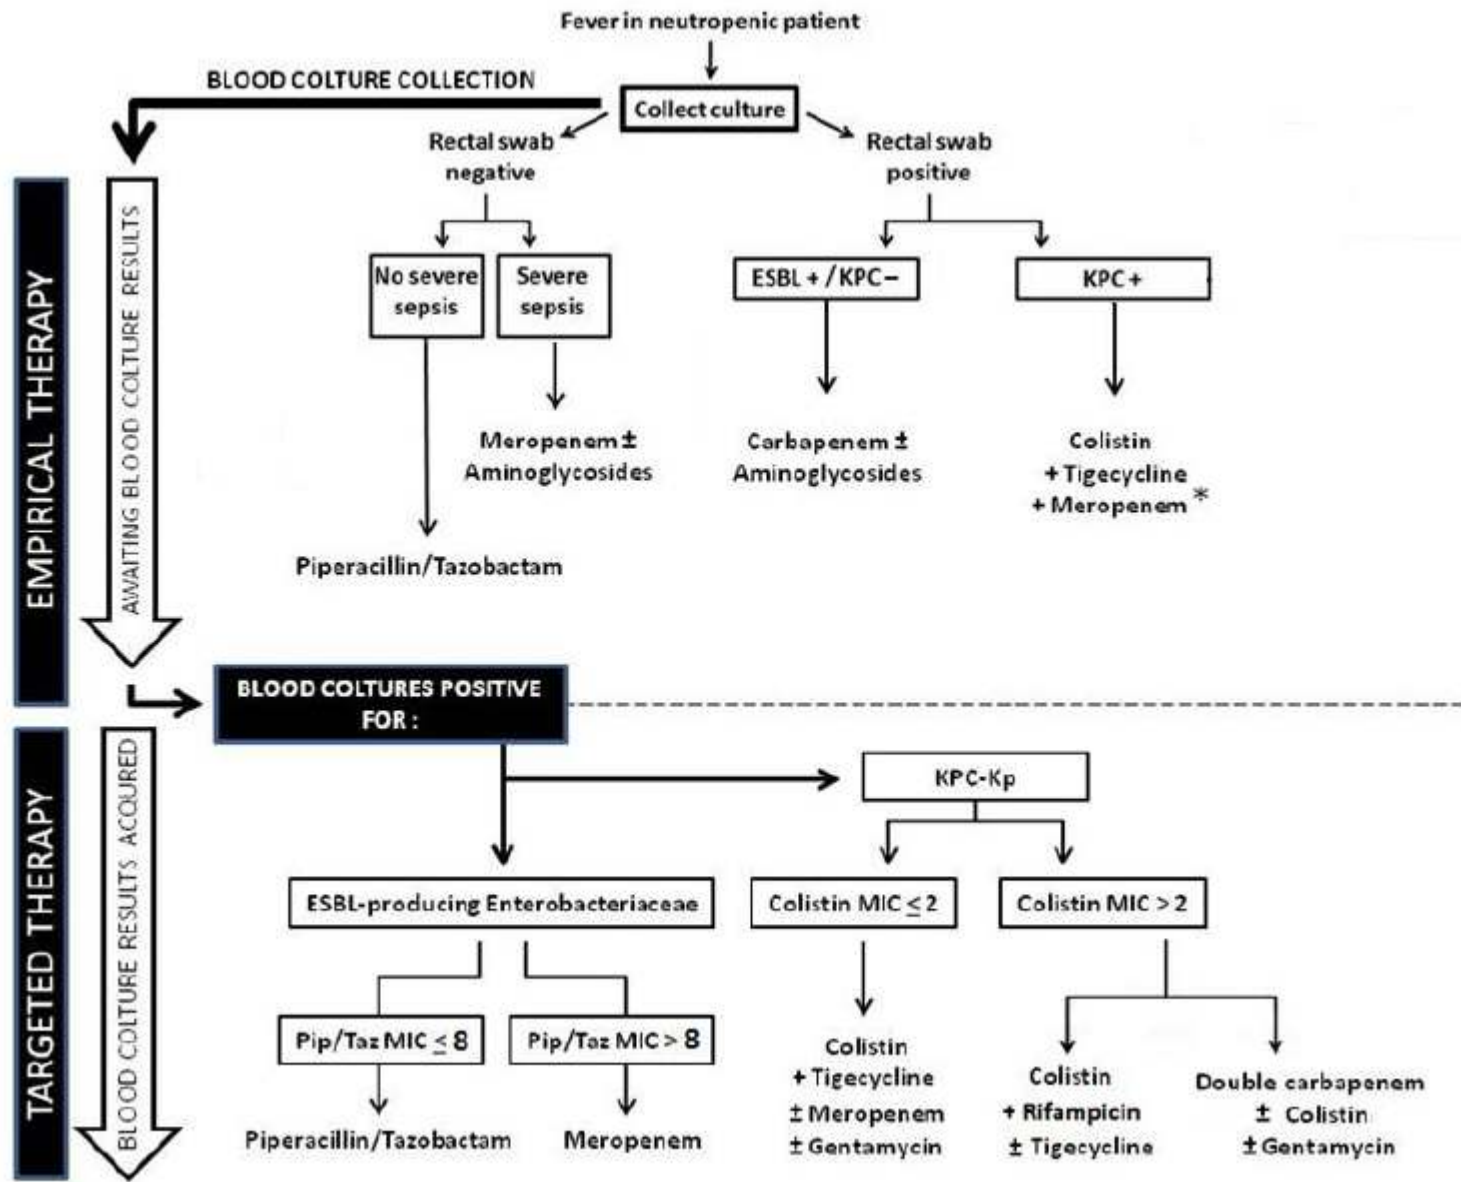 Fever in neutropenic patient
BLOOD COLTURE COLLECTION
Collect culture
Rectal swab
negative
Rectal swab
positive
EMPIRICAL THERAPY
AWAITING BLOOD COLTURE RESULTS
No severe
sepsis
Severe
sepsis
ESBL + /KPC –
KPC +
Meropenem ±
Aminoglycosides
Carbapenem ±
Aminoglycosides
Colistin
+ Tigecycline
+ Meropenem *
Piperacillin/Tazobactam
BLOOD COLTURES POSITIVE
FOR :
TARGETED THERAPY
BLOOD COLTURE RESULTS ACQURED
KPC-Kp
ESBL-producing Enterobacteriaceae
Colistin MIC ≤ 2
Colistin MIC > 2
Pip/Taz MIC ≤ 8
Pip/Taz MIC > 8
Piperacillin/Tazobactam
Meropenem
Colistin
+ Tigecycline
± Meropenem
± Gentamycin
Colistin
+ Rifampicin
± Tigecycline
Double carbapenem
± Colistin
± Gentamycin